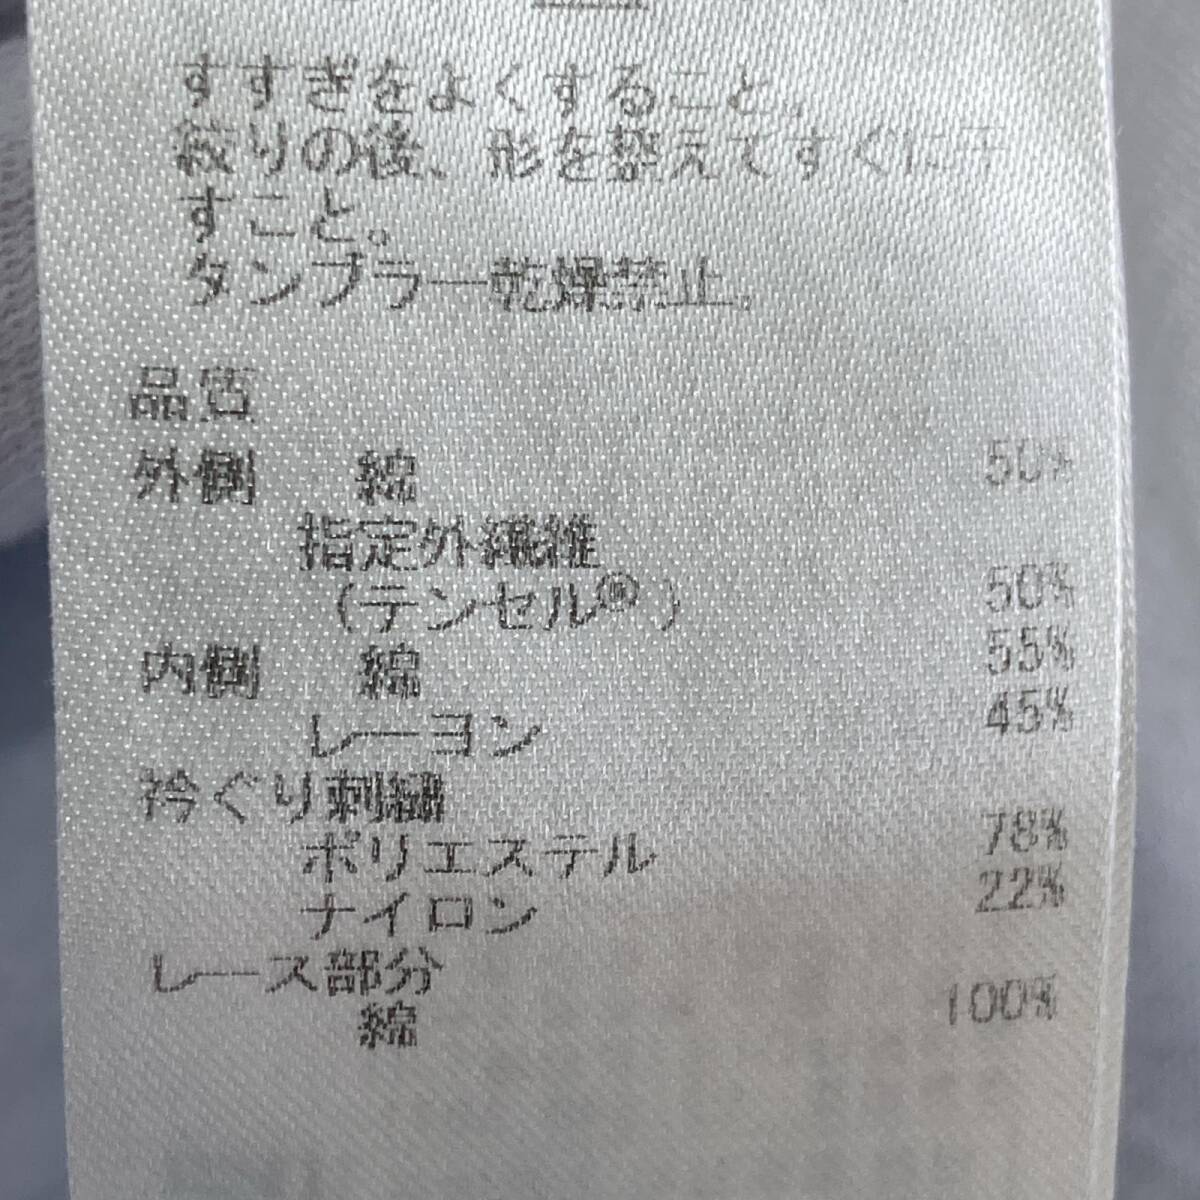 すすぎをよくすること。
絞りの後、形を整えてすぐに干
すこと。
タンブラー乾燥禁止。
品質
外側 綿 50%
指定外繊維
(テンセル®) 50%
内側 綿 55%
レーヨン 45%
衿ぐり刺繍
ポリエステル 78%
ナイロン 22%
レース部分
綿 100%